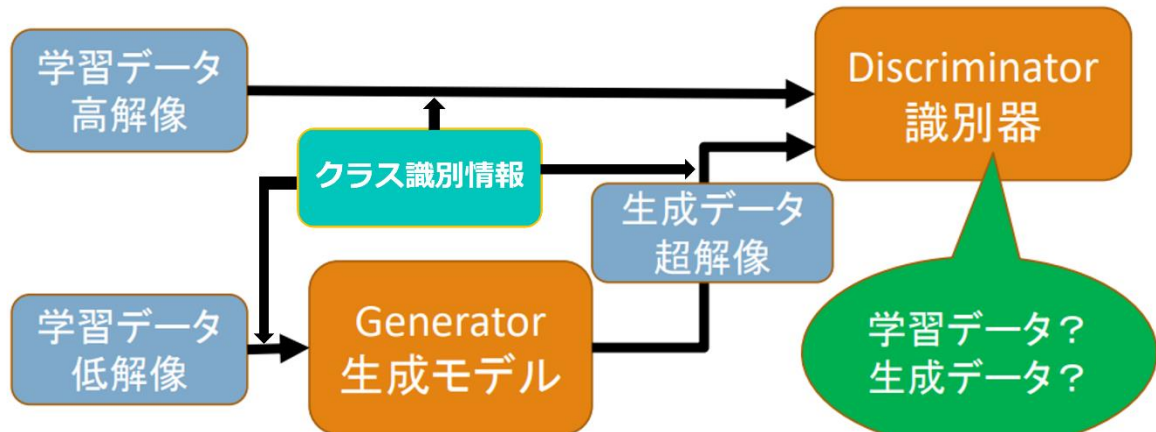 学習データ
高解像
Discriminator
識別器
クラス識別情報
生成データ
超解像
学習データ
低解像
Generator
生成モデル
学習データ?
生成データ?